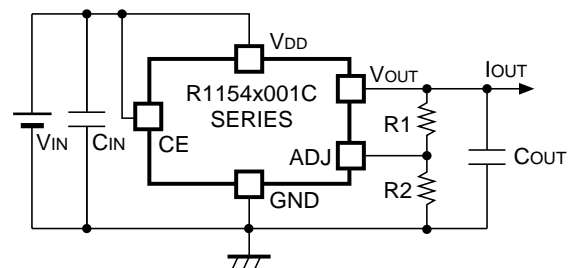 VDD
VOUT
IOUT
R1154x001C
SERIES
R1
VIN
CIN
CE
ADJ
COUT
R2
GND